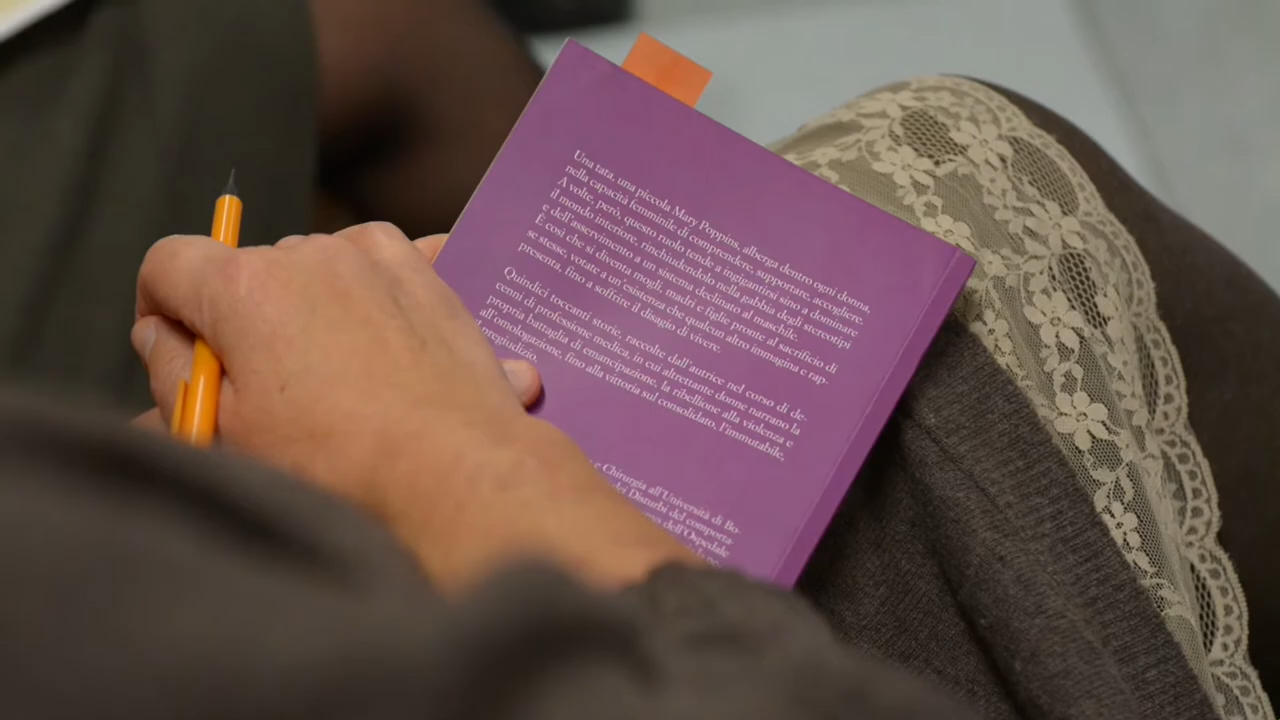 Una tata, una piccola Mary Poppins, alberga dentro ogni donna,
nella capacità femminile di comprendere, supportare, accogliere.
A volte, però, questo ruolo tende a ingigantirsi sino a dominare
il mondo interiore, rinchiudendolo nella gabbia degli stereotipi
e dell'asservimento a un sistema declinato al maschile.
È così che si diventa mogli, madri e figlie pronte al sacrificio di
se stesse, votate a un'esistenza che qualcun altro immagina e rap-
presenta, fino a soffrire il disagio di vivere.
Quindici toccanti storie, raccolte dall'autrice nel corso di de-
cenni di professione medica, in cui altrettante donne narrano la
propria battaglia di emancipazione, la ribellione alla violenza e
all'omologazione, fino alla vittoria sul consolidato, l'immutabile,
il pregiudizio.
e Chirurgia all'Università di Bo-
dei Disturbi del comporta-
dell'Ospedale